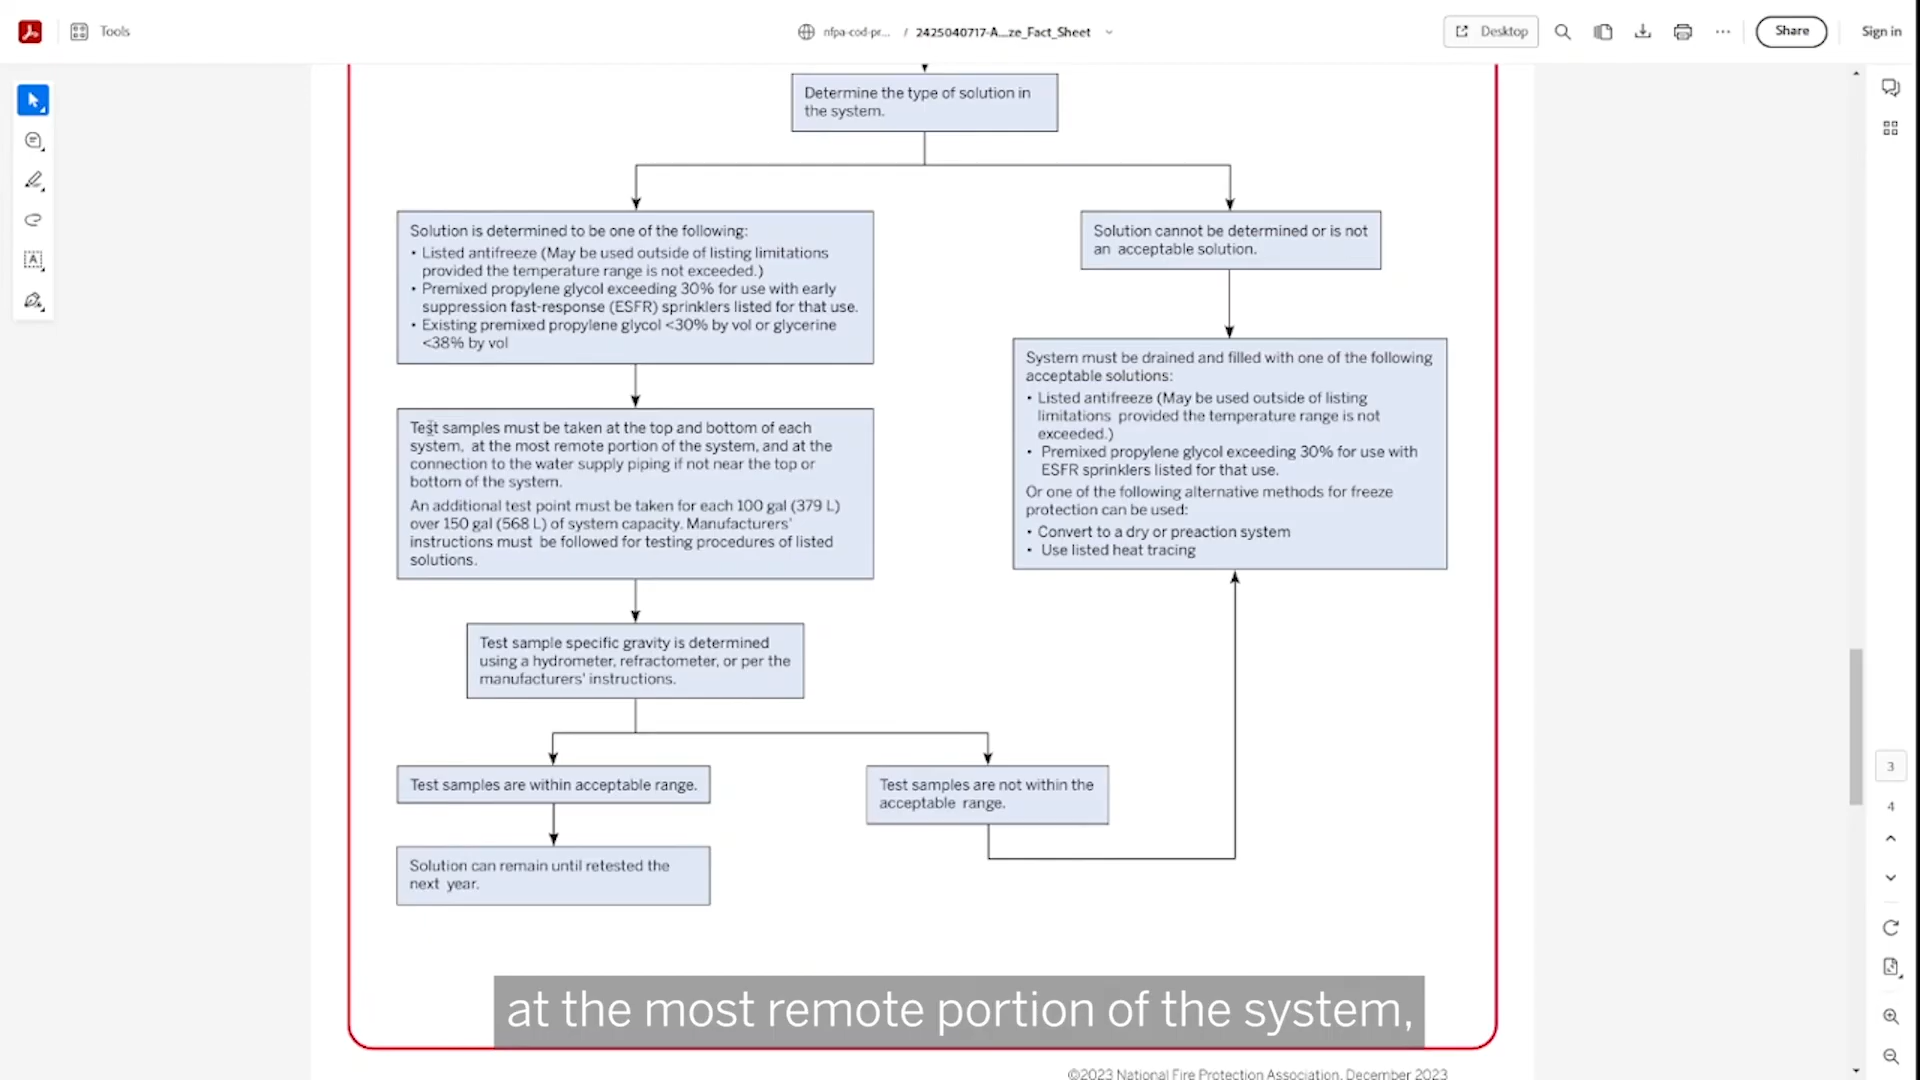 Tools
nfpa-cod-pr... / 2425040717-A...ze_Fact_Sheet
Desktop
Share
Sign in
Determine the type of solution in
the system.
Solution is determined to be one of the following:
• Listed antifreeze (May be used outside of listing limitations
provided the temperature range is not exceeded.)
• Premixed propylene glycol exceeding 30% for use with early
suppression fast-response (ESFR) sprinklers listed for that use.
• Existing premixed propylene glycol <30% by vol or glycerine
<38% by vol
Solution cannot be determined or is not
an acceptable solution.
Test samples must be taken at the top and bottom of each
system, at the most remote portion of the system, and at the
connection to the water supply piping if not near the top or
bottom of the system.
An additional test point must be taken for each 100 gal (379 L)
over 150 gal (568 L) of system capacity. Manufacturers'
instructions must be followed for testing procedures of listed
solutions.
System must be drained and filled with one of the following
acceptable solutions:
• Listed antifreeze (May be used outside of listing
limitations provided the temperature range is not
exceeded.)
• Premixed propylene glycol exceeding 30% for use with
ESFR sprinklers listed for that use.
Or one of the following alternative methods for freeze
protection can be used:
• Convert to a dry or preaction system
• Use listed heat tracing
Test sample specific gravity is determined
using a hydrometer, refractometer, or per the
manufacturers' instructions.
Test samples are within acceptable range.
Test samples are not within the
acceptable range.
Solution can remain until retested the
next year.
3
4
at the most remote portion of the system,
©2023 National Fire Protection Association, December 2023